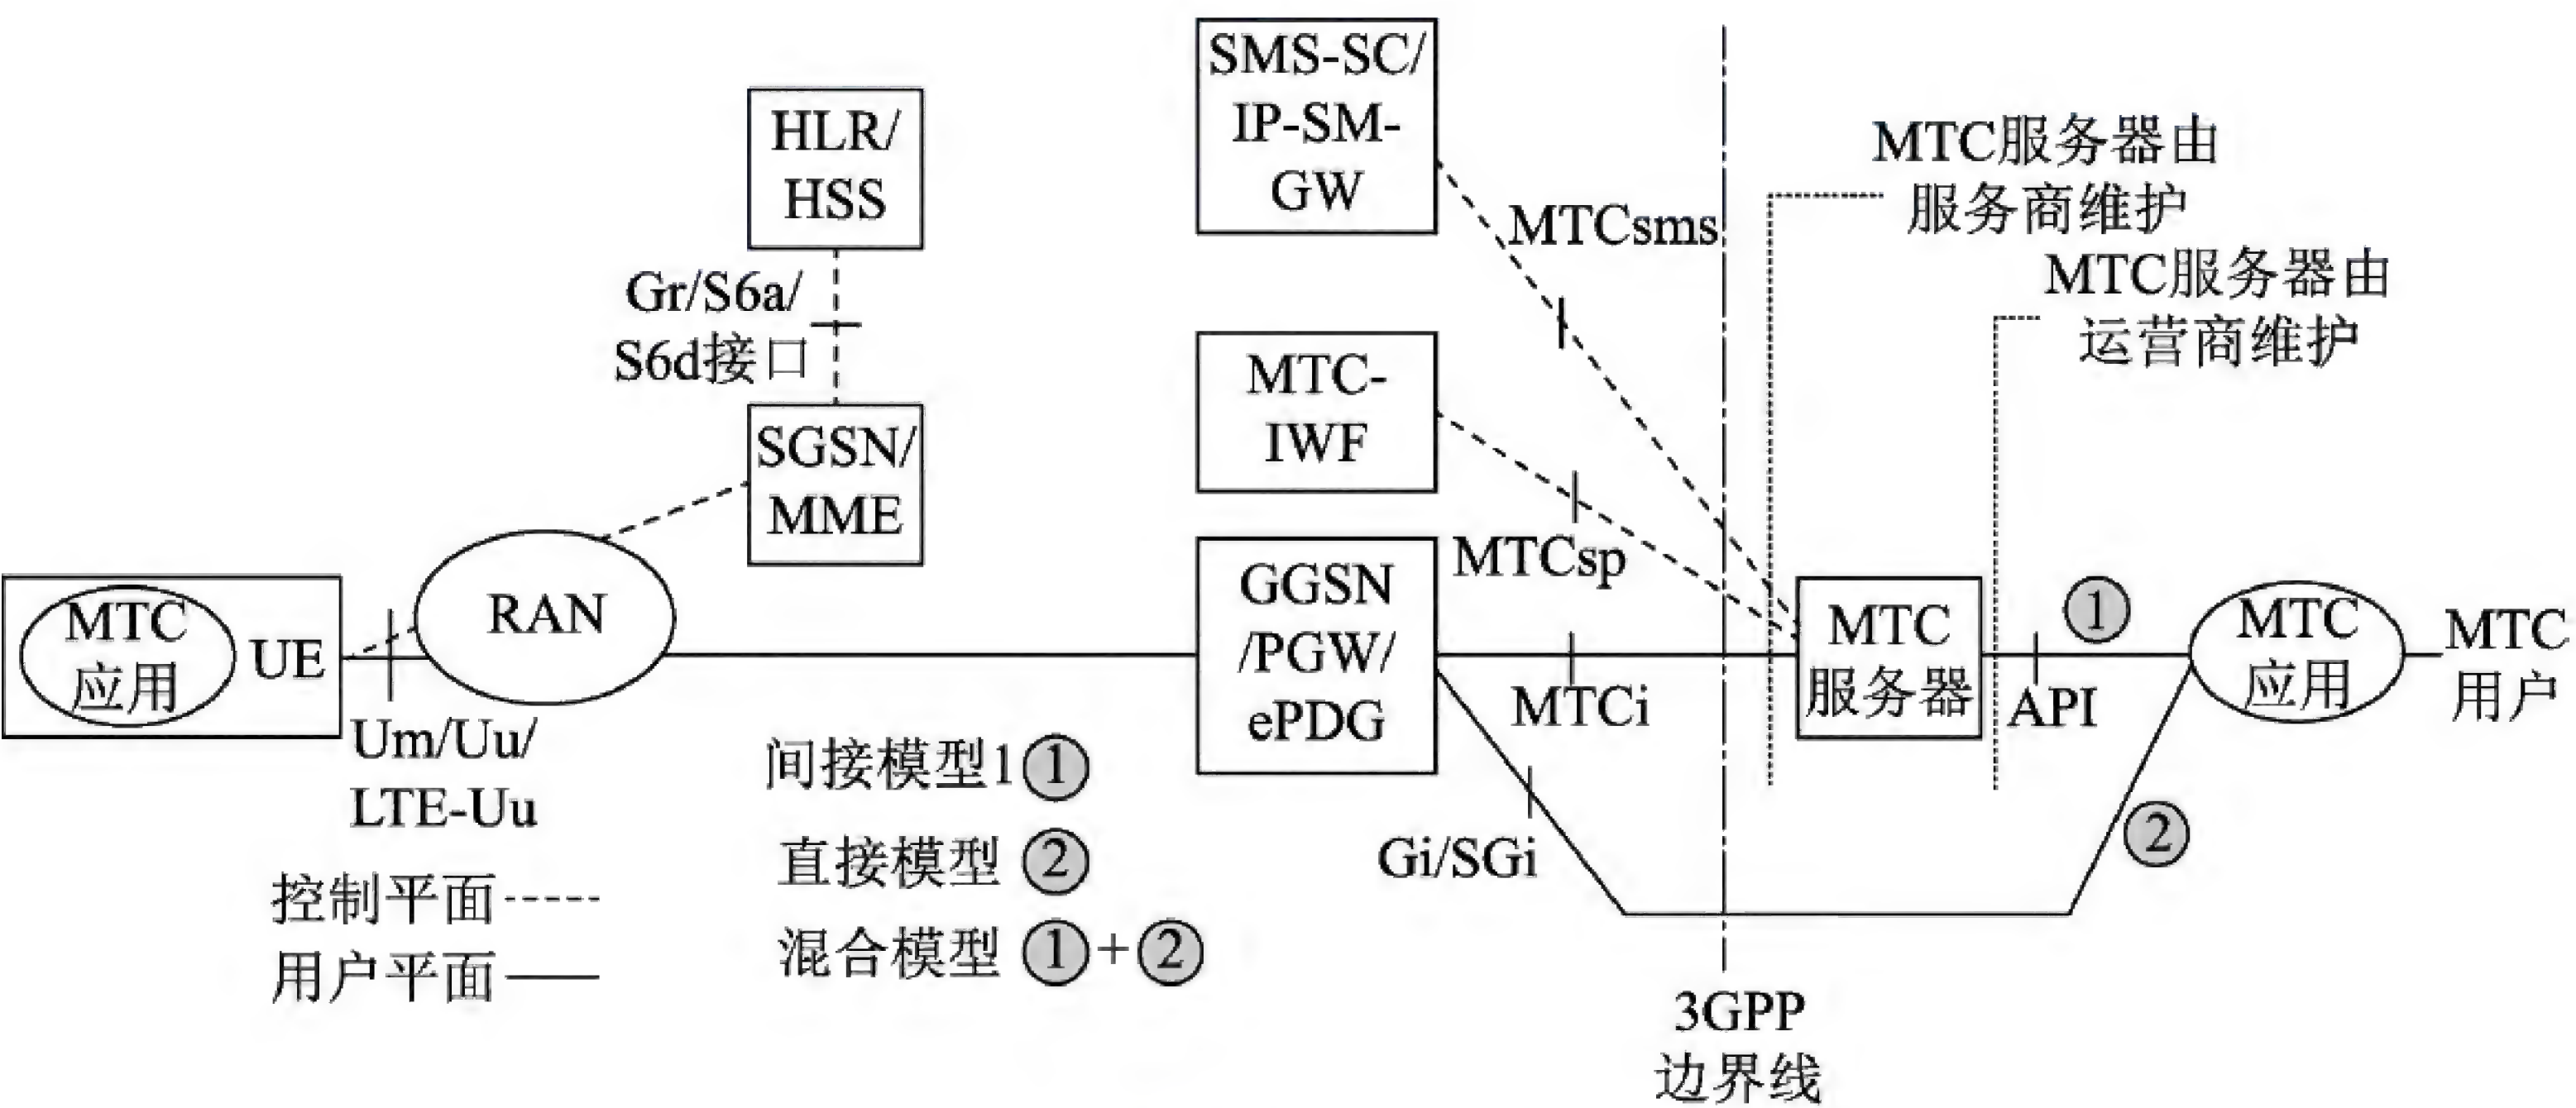 SMS-SC/
IP-SM-
GW
HLR/
HSS
MTC服务器由
服务商维护
MTCsms
MTC服务器由
运营商维护
Gr/S6a/
S6d接口
MTC-
IWF
SGSN/
MME
MTCsp
GGSN
/PGW/
ePDG
MTC
应用
UE
RAN
MTC
服务器
①
MTC
应用
MTC
用户
MTCi
API
Um/Uu/
LTE-Uu
间接模型1①
直接模型 ②
混合模型 ①+②
Gi/SGi
②
控制平面
用户平面
3GPP
边界线